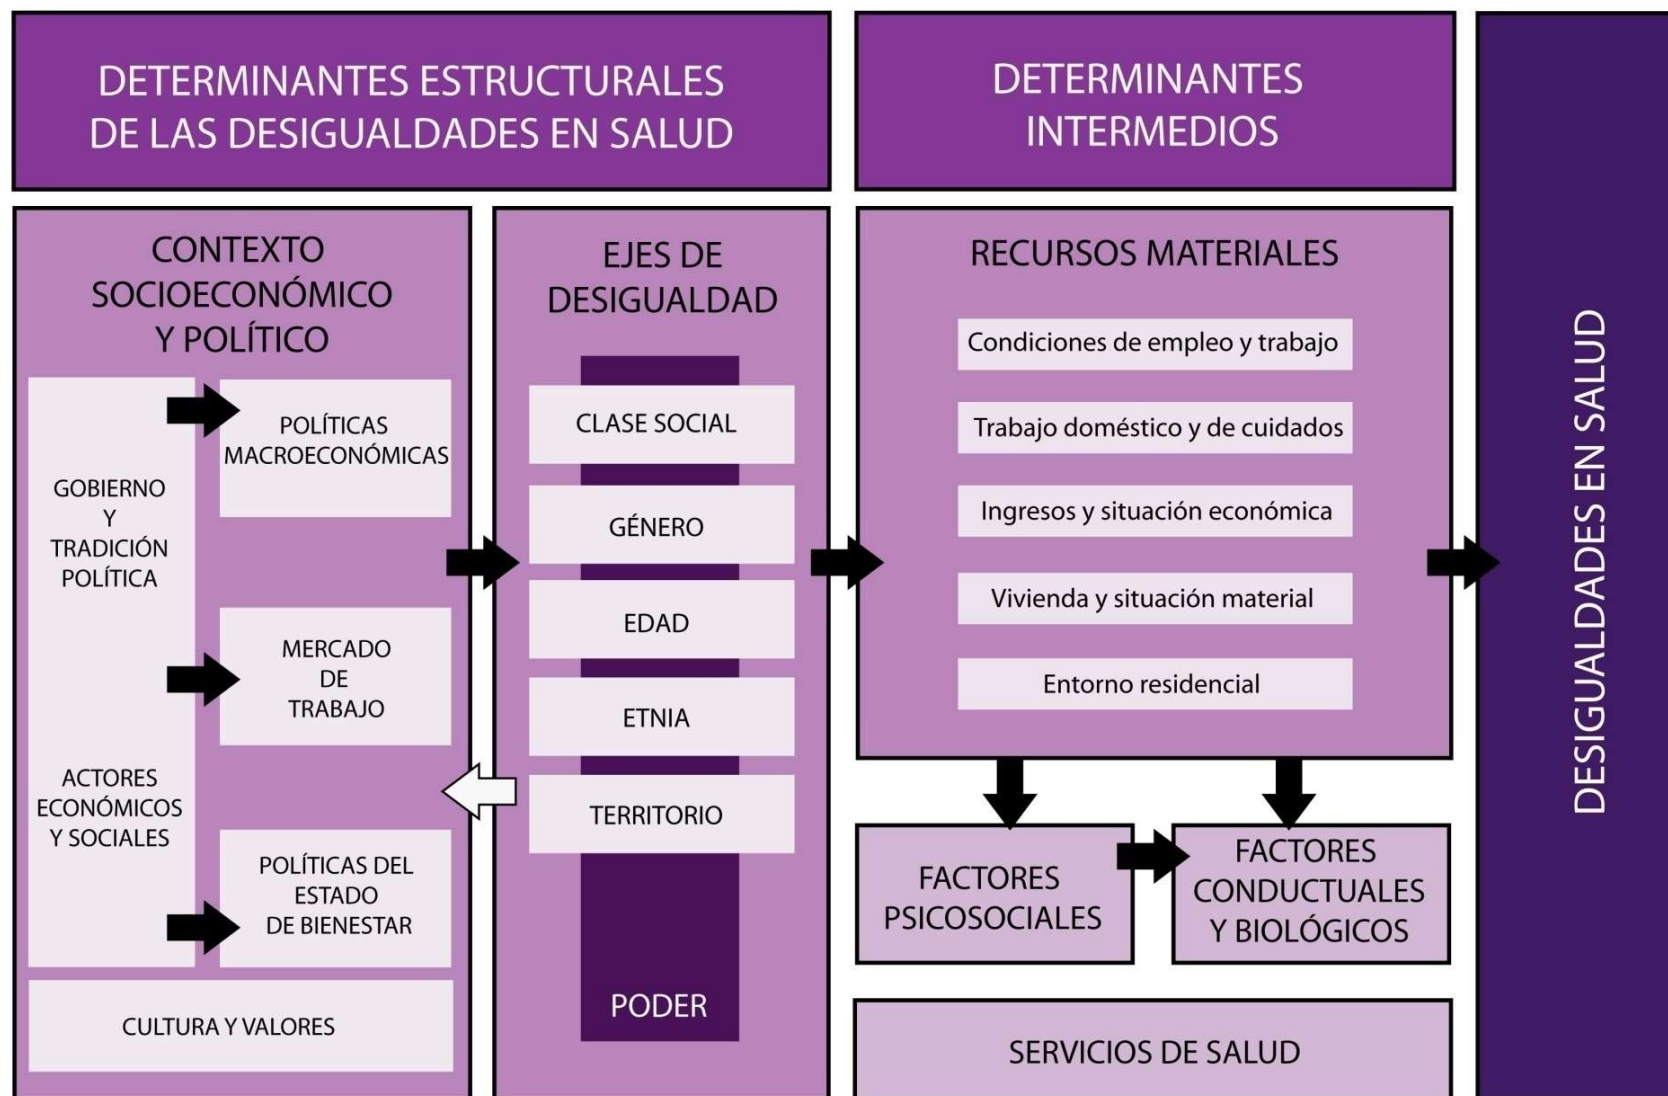 DETERMINANTES ESTRUCTURALES
DE LAS DESIGUALDADES EN SALUD
DETERMINANTES
INTERMEDIOS
CONTEXTO
SOCIOECONÓMICO
Y POLÍTICO
GOBIERNO
Y
TRADICIÓN
POLÍTICA
ACTORES
ECONÓMICOS
Y SOCIALES
POLÍTICAS
MACROECONÓMICAS
MERCADO
DE
TRABAJO
POLÍTICAS DEL
ESTADO
DE BIENESTAR
CULTURA Y VALORES
EJES DE
DESIGUALDAD
CLASE SOCIAL
GÉNERO
EDAD
ETNIA
TERRITORIO
PODER
RECURSOS MATERIALES
Condiciones de empleo y trabajo
Trabajo doméstico y de cuidados
Ingresos y situación económica
Vivienda y situación material
Entorno residencial
FACTORES
PSICOSOCIALES
FACTORES
CONDUCTUALES
Y BIOLÓGICOS
SERVICIOS DE SALUD
DESIGUALDADES EN SALUD